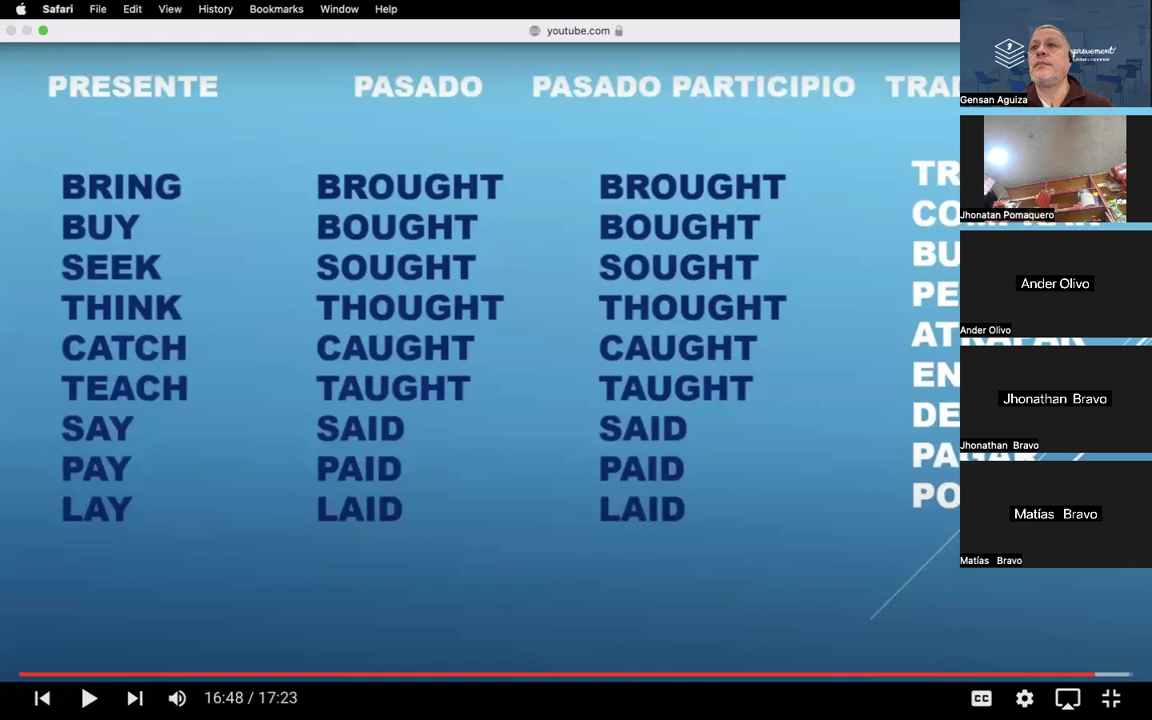 Safari File Edit View History Bookmarks Window Help
youtube.com
PRESENTE PASADO PASADO PARTICIPIO
BRING BROUGHT BROUGHT
BUY BOUGHT BOUGHT
SEEK SOUGHT SOUGHT
THINK THOUGHT THOUGHT
CATCH CAUGHT CAUGHT
TEACH TAUGHT TAUGHT
SAY SAID SAID
PAY PAID PAID
LAY LAID LAID
Gensan Aguiza
Jhonatan Pomaquero
Ander Olivo
Ander Olivo
Jhonathan Bravo
Jhonathan Bravo
Matías Bravo
Matías Bravo
16:48 / 17:23
CC